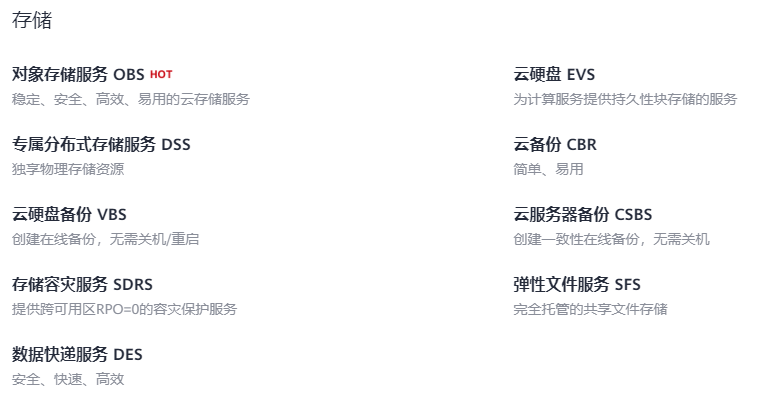 存储
对象存储服务 OBS HOT
稳定、安全、高效、易用的云存储服务
云硬盘 EVS
为计算服务提供持久性块存储的服务
专属分布式存储服务 DSS
独享物理存储资源
云备份 CBR
简单、易用
云硬盘备份 VBS
创建在线备份，无需关机/重启
云服务器备份 CSBS
创建一致性在线备份，无需关机
存储容灾服务 SDRS
提供跨可用区RPO=0的容灾保护服务
弹性文件服务 SFS
完全托管的共享文件存储
数据快递服务 DES
安全、快速、高效